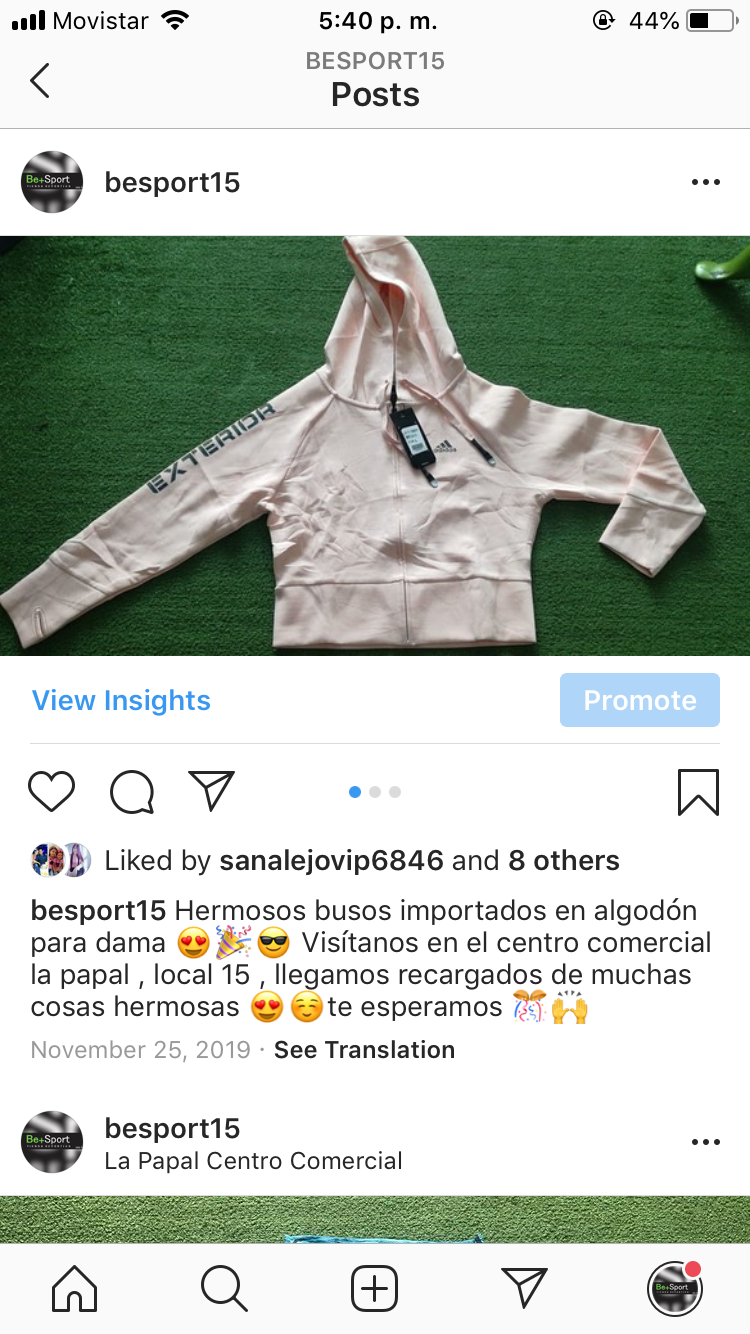 Movistar 5:40 p. m. 44%
BESPORT15
Posts
Be+Sport
besport15
EXTERIOR
adidas
View Insights Promote
Liked by sanalejovip6846 and 8 others
besport15 Hermosos busos importados en algodón
para dama 😍🎉😎 Visítanos en el centro comercial
la papal , local 15 , llegamos recargados de muchas
cosas hermosas 😍☺️te esperamos 🎊🙌
November 25, 2019 · See Translation
Be+Sport
besport15
La Papal Centro Comercial
Be+Sport